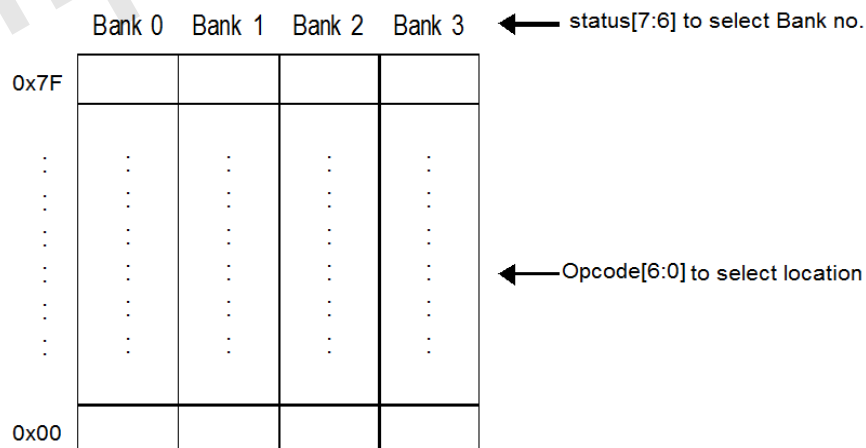 Bank 0 Bank 1 Bank 2 Bank 3 status[7:6] to select Bank no.
0x7F
Opcode[6:0] to select location
0x00